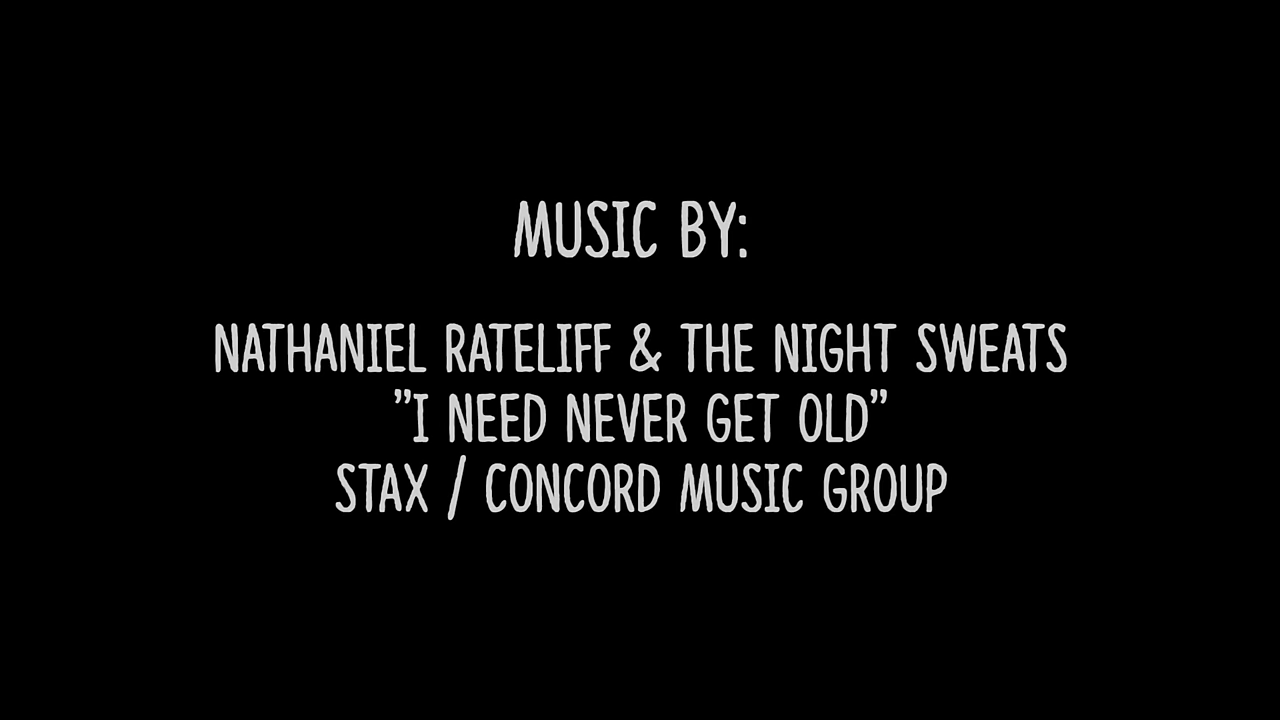 MUSIC BY:
NATHANIEL RATELIFF & THE NIGHT SWEATS
”I NEED NEVER GET OLD”
STAX / CONCORD MUSIC GROUP